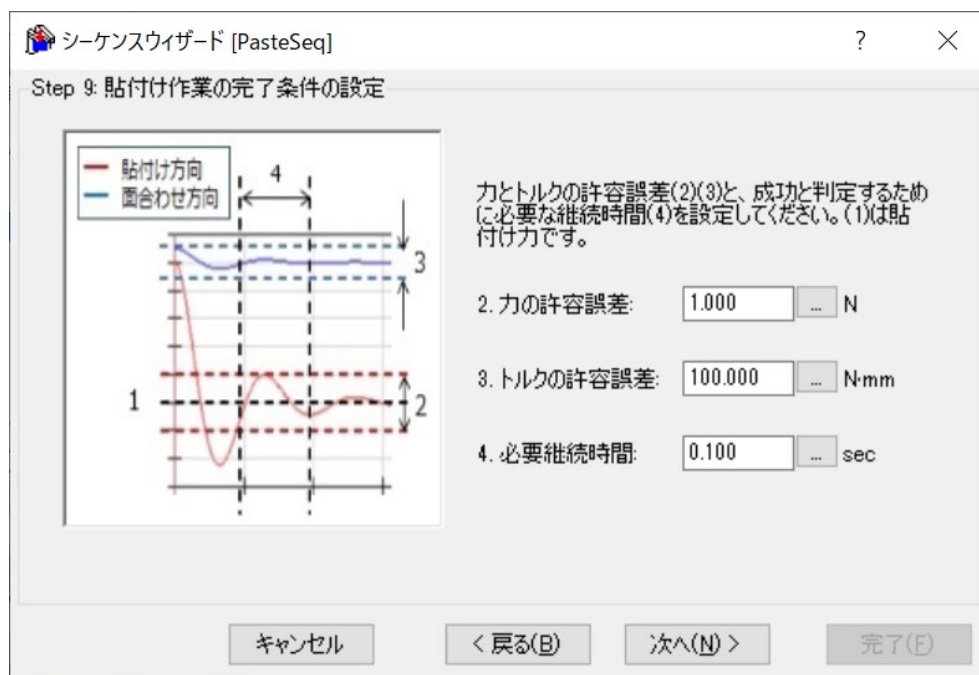 シーケンスウィザード [PasteSeq]
?
Step 9: 貼付け作業の完了条件の設定
貼付け方向
面合わせ方向
4
3
1
2
力とトルクの許容誤差(2)(3)と、成功と判定するため
に必要な継続時間(4)を設定してください。(1)は貼
付け力です。
2. 力の許容誤差: 1.000 ... N
3. トルクの許容誤差: 100.000 ... N·mm
4. 必要継続時間: 0.100 ... sec
キャンセル < 戻る(B) 次へ(N) > 完了(F)